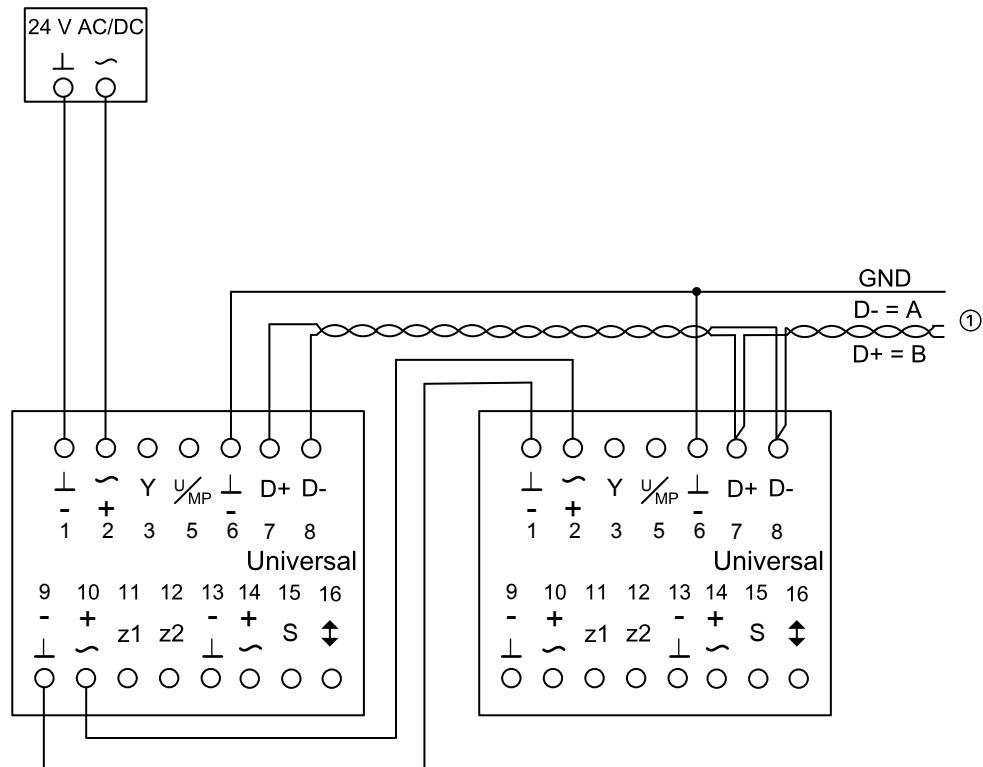 24 V AC/DC
⊥ ~
GND
D- = A
①
D+ = B
⊥ ~ Y U/MP ⊥ D+ D-
- + -
1 2 3 5 6 7 8
Universal
9 10 11 12 13 14 15 16
- + z1 z2 - + S ↕
⊥ ~ ⊥ ~
⊥ ~ Y U/MP ⊥ D+ D-
- + -
1 2 3 5 6 7 8
Universal
9 10 11 12 13 14 15 16
- + z1 z2 - + S ↕
⊥ ~ ⊥ ~